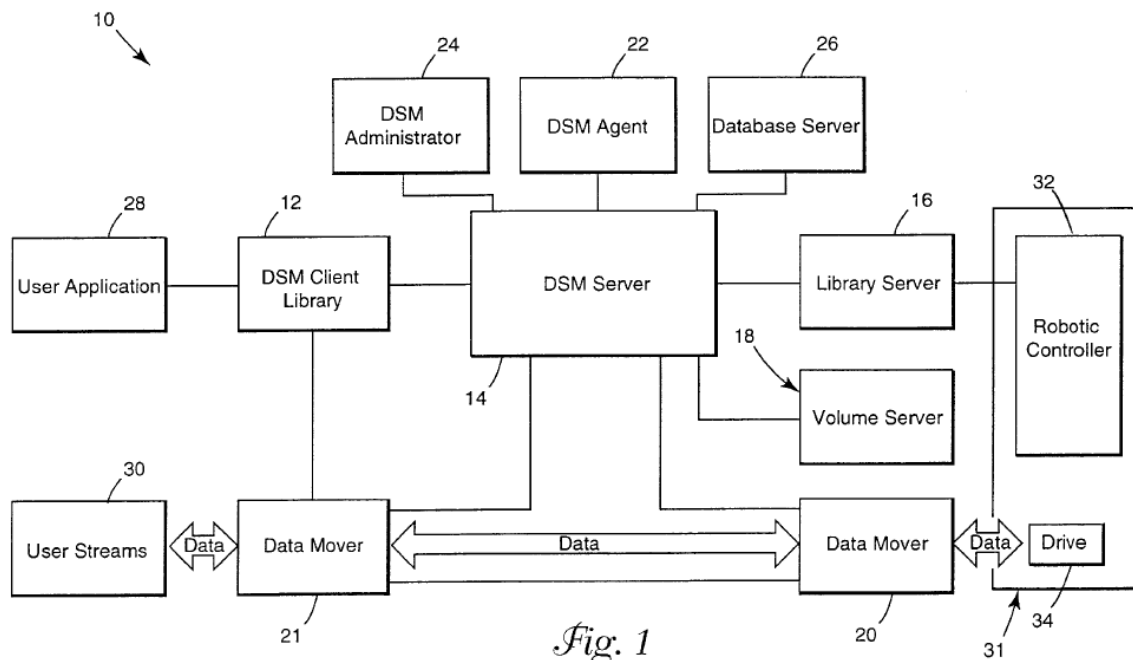 10
24
22
26
DSM
Administrator
DSM Agent
Database Server
28
12
16
32
User Application
DSM Client
Library
DSM Server
Library Server
Robotic
Controller
14
18
Volume Server
30
User Streams
Data
Data Mover
Data
Data Mover
Data
Drive
21
20
31
34
Fig. 1